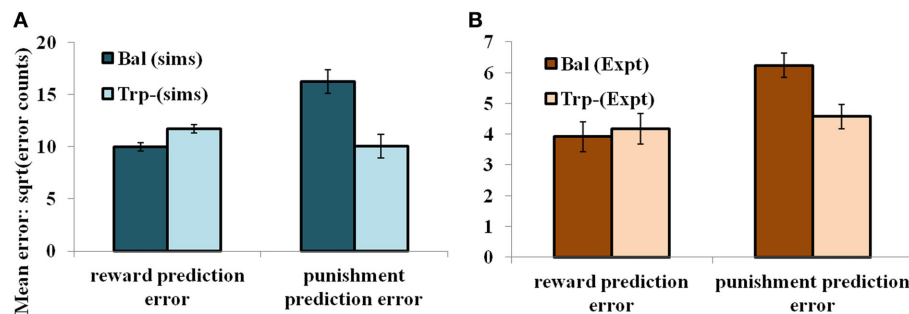 A
Mean error: sqrt(error counts)
20
15
10
5
0
Bal (sims)
Trp-(sims)
reward prediction
error
punishment
prediction error
B
7
6
5
4
3
2
1
0
Bal (Expt)
Trp-(Expt)
reward prediction
error
punishment prediction
error